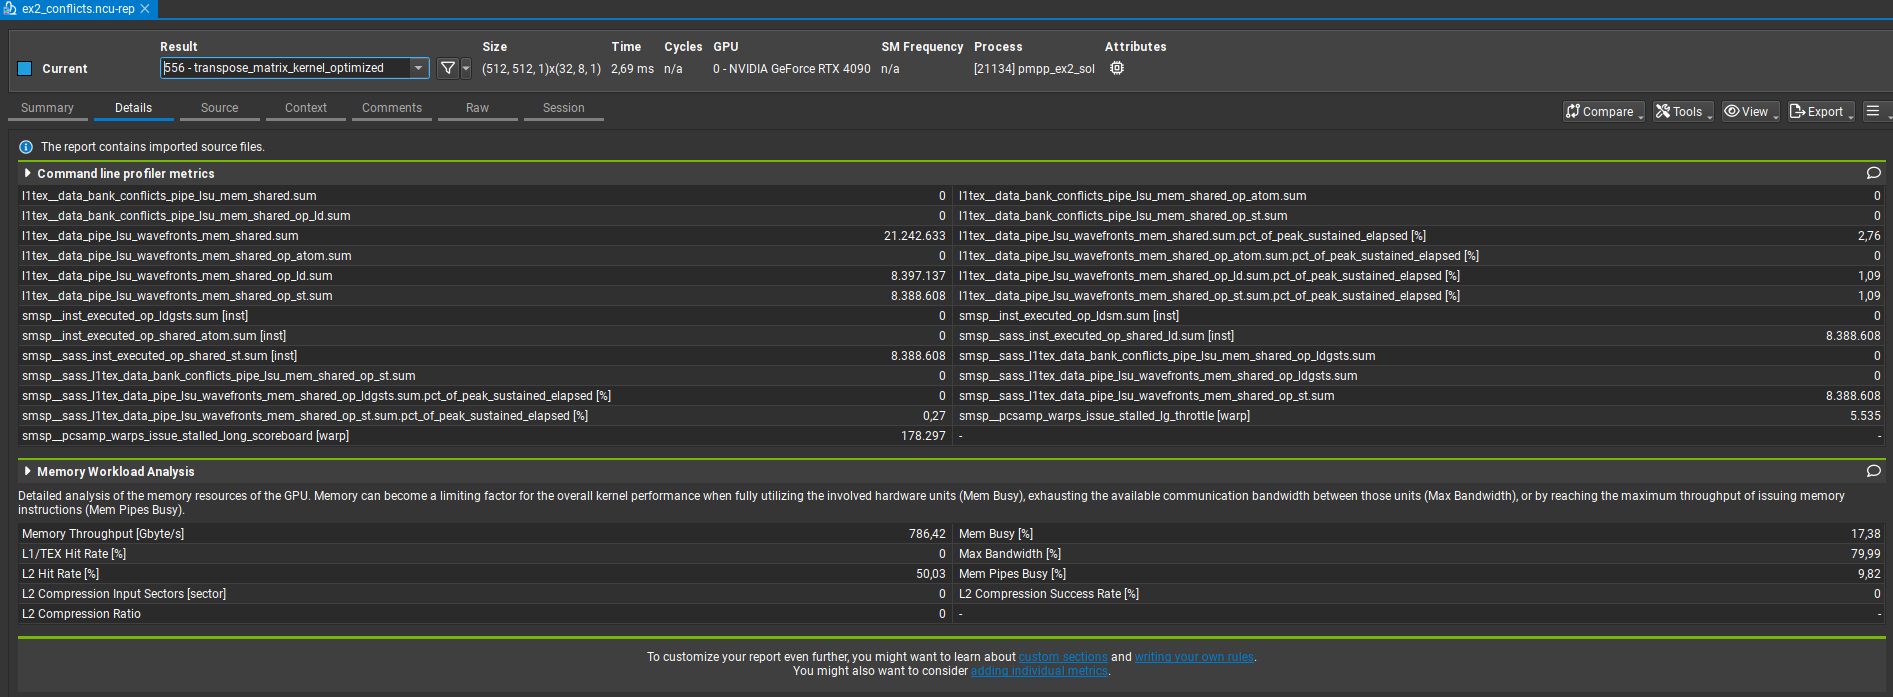 ex2_conflicts.ncu-rep
Result Size Time Cycles GPU SM Frequency Process Attributes
Current 556 - transpose_matrix_kernel_optimized (512, 512, 1)x(32, 8, 1) 2,69 ms n/a 0 - NVIDIA GeForce RTX 4090 n/a [21134] pmpp_ex2_sol
Summary Details Source Context Comments Raw Session Compare Tools View Export
The report contains imported source files.
Command line profiler metrics
l1tex__data_bank_conflicts_pipe_lsu_mem_shared.sum 0 l1tex__data_bank_conflicts_pipe_lsu_mem_shared_op_atom.sum 0
l1tex__data_bank_conflicts_pipe_lsu_mem_shared_op_ld.sum 0 l1tex__data_bank_conflicts_pipe_lsu_mem_shared_op_st.sum 0
l1tex__data_pipe_lsu_wavefronts_mem_shared.sum 21.242.633 l1tex__data_pipe_lsu_wavefronts_mem_shared.sum.pct_of_peak_sustained_elapsed [%] 2,76
l1tex__data_pipe_lsu_wavefronts_mem_shared_op_atom.sum 0 l1tex__data_pipe_lsu_wavefronts_mem_shared_op_atom.sum.pct_of_peak_sustained_elapsed [%] 0
l1tex__data_pipe_lsu_wavefronts_mem_shared_op_ld.sum 8.397.137 l1tex__data_pipe_lsu_wavefronts_mem_shared_op_ld.sum.pct_of_peak_sustained_elapsed [%] 1,09
l1tex__data_pipe_lsu_wavefronts_mem_shared_op_st.sum 8.388.608 l1tex__data_pipe_lsu_wavefronts_mem_shared_op_st.sum.pct_of_peak_sustained_elapsed [%] 1,09
smsp__inst_executed_op_ldgsts.sum [inst] 0 smsp__inst_executed_op_ldsm.sum [inst] 0
smsp__inst_executed_op_shared_atom.sum [inst] 0 smsp__sass_inst_executed_op_shared_ld.sum [inst] 8.388.608
smsp__sass_inst_executed_op_shared_st.sum [inst] 8.388.608 smsp__sass_l1tex_data_bank_conflicts_pipe_lsu_mem_shared_op_ldgsts.sum 0
smsp__sass_l1tex_data_bank_conflicts_pipe_lsu_mem_shared_op_st.sum 0 smsp__sass_l1tex_data_pipe_lsu_wavefronts_mem_shared_op_ldgsts.sum 0
smsp__sass_l1tex_data_pipe_lsu_wavefronts_mem_shared_op_ldgsts.sum.pct_of_peak_sustained_elapsed [%] 0 smsp__sass_l1tex_data_pipe_lsu_wavefronts_mem_shared_op_st.sum 8.388.608
smsp__sass_l1tex_data_pipe_lsu_wavefronts_mem_shared_op_st.sum.pct_of_peak_sustained_elapsed [%] 0,27 smsp__pcsamp_warps_issue_stalled_lg_throttle [warp] 5.535
smsp__pcsamp_warps_issue_stalled_long_scoreboard [warp] 178.297 - -
Memory Workload Analysis
Detailed analysis of the memory resources of the GPU. Memory can become a limiting factor for the overall kernel performance when fully utilizing the involved hardware units (Mem Busy), exhausting the available communication bandwidth between those units (Max Bandwidth), or by reaching the maximum throughput of issuing memory
instructions (Mem Pipes Busy).
Memory Throughput [Gbyte/s] 786,42 Mem Busy [%] 17,38
L1/TEX Hit Rate [%] 0 Max Bandwidth [%] 79,99
L2 Hit Rate [%] 50,03 Mem Pipes Busy [%] 9,82
L2 Compression Input Sectors [sector] 0 L2 Compression Success Rate [%] 0
L2 Compression Ratio 0 - -
To customize your report even further, you might want to learn about custom sections and writing your own rules.
You might also want to consider adding individual metrics.